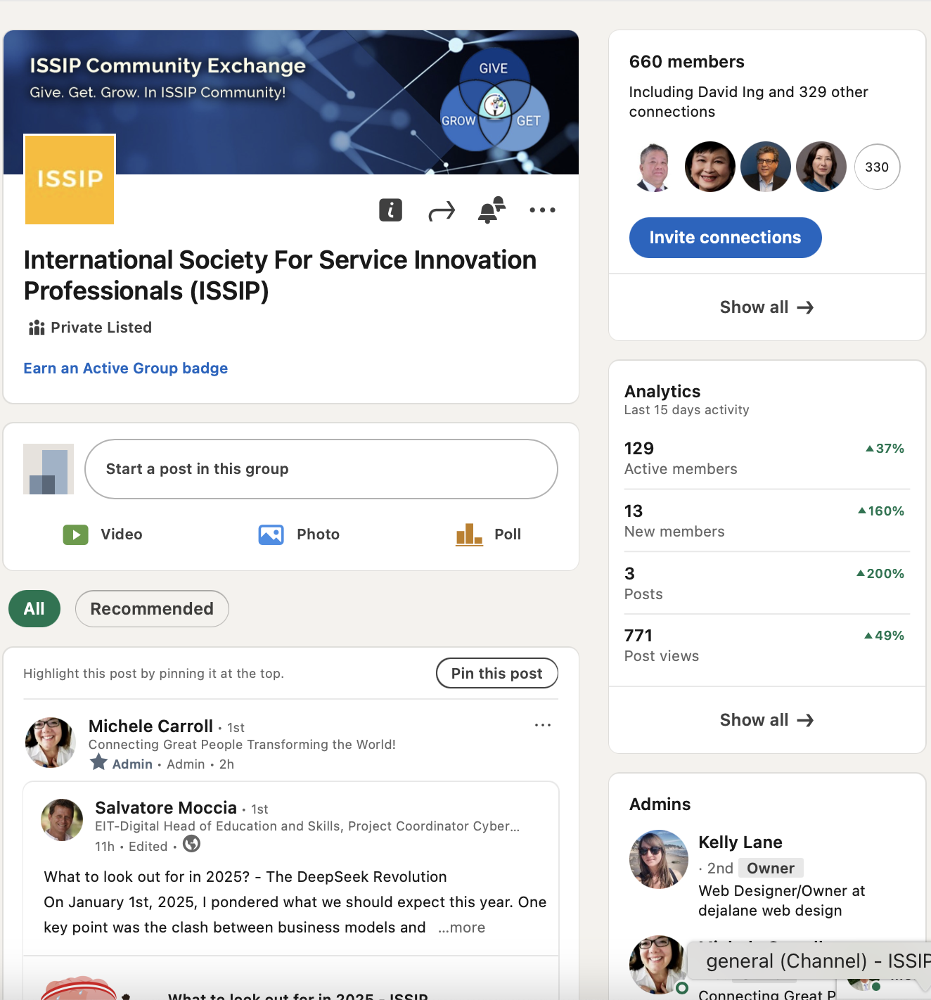 ISSIP Community Exchange
Give. Get. Grow. In ISSIP Community!
GIVE
GROW
GET
ISSIP
International Society For Service Innovation
Professionals (ISSIP)
Private Listed
Earn an Active Group badge
Start a post in this group
Video
Photo
Poll
All
Recommended
Highlight this post by pinning it at the top.
Pin this post
Michele Carroll • 1st
Connecting Great People Transforming the World!
Admin • Admin • 2h
Salvatore Moccia • 1st
EIT-Digital Head of Education and Skills, Project Coordinator Cyber...
11h • Edited •
What to look out for in 2025? - The DeepSeek Revolution
On January 1st, 2025, I pondered what we should expect this year. One
key point was the clash between business models and ...more
What to look out for in 2025 - ISSIP
660 members
Including David Ing and 329 other
connections
330
Invite connections
Show all →
Analytics
Last 15 days activity
129 ▲37%
Active members
13 ▲160%
New members
3 ▲200%
Posts
771 ▲49%
Post views
Show all →
Admins
Kelly Lane
· 2nd Owner
Web Designer/Owner at
dejalane web design
general (Channel) - ISSIP
Connecting Great P